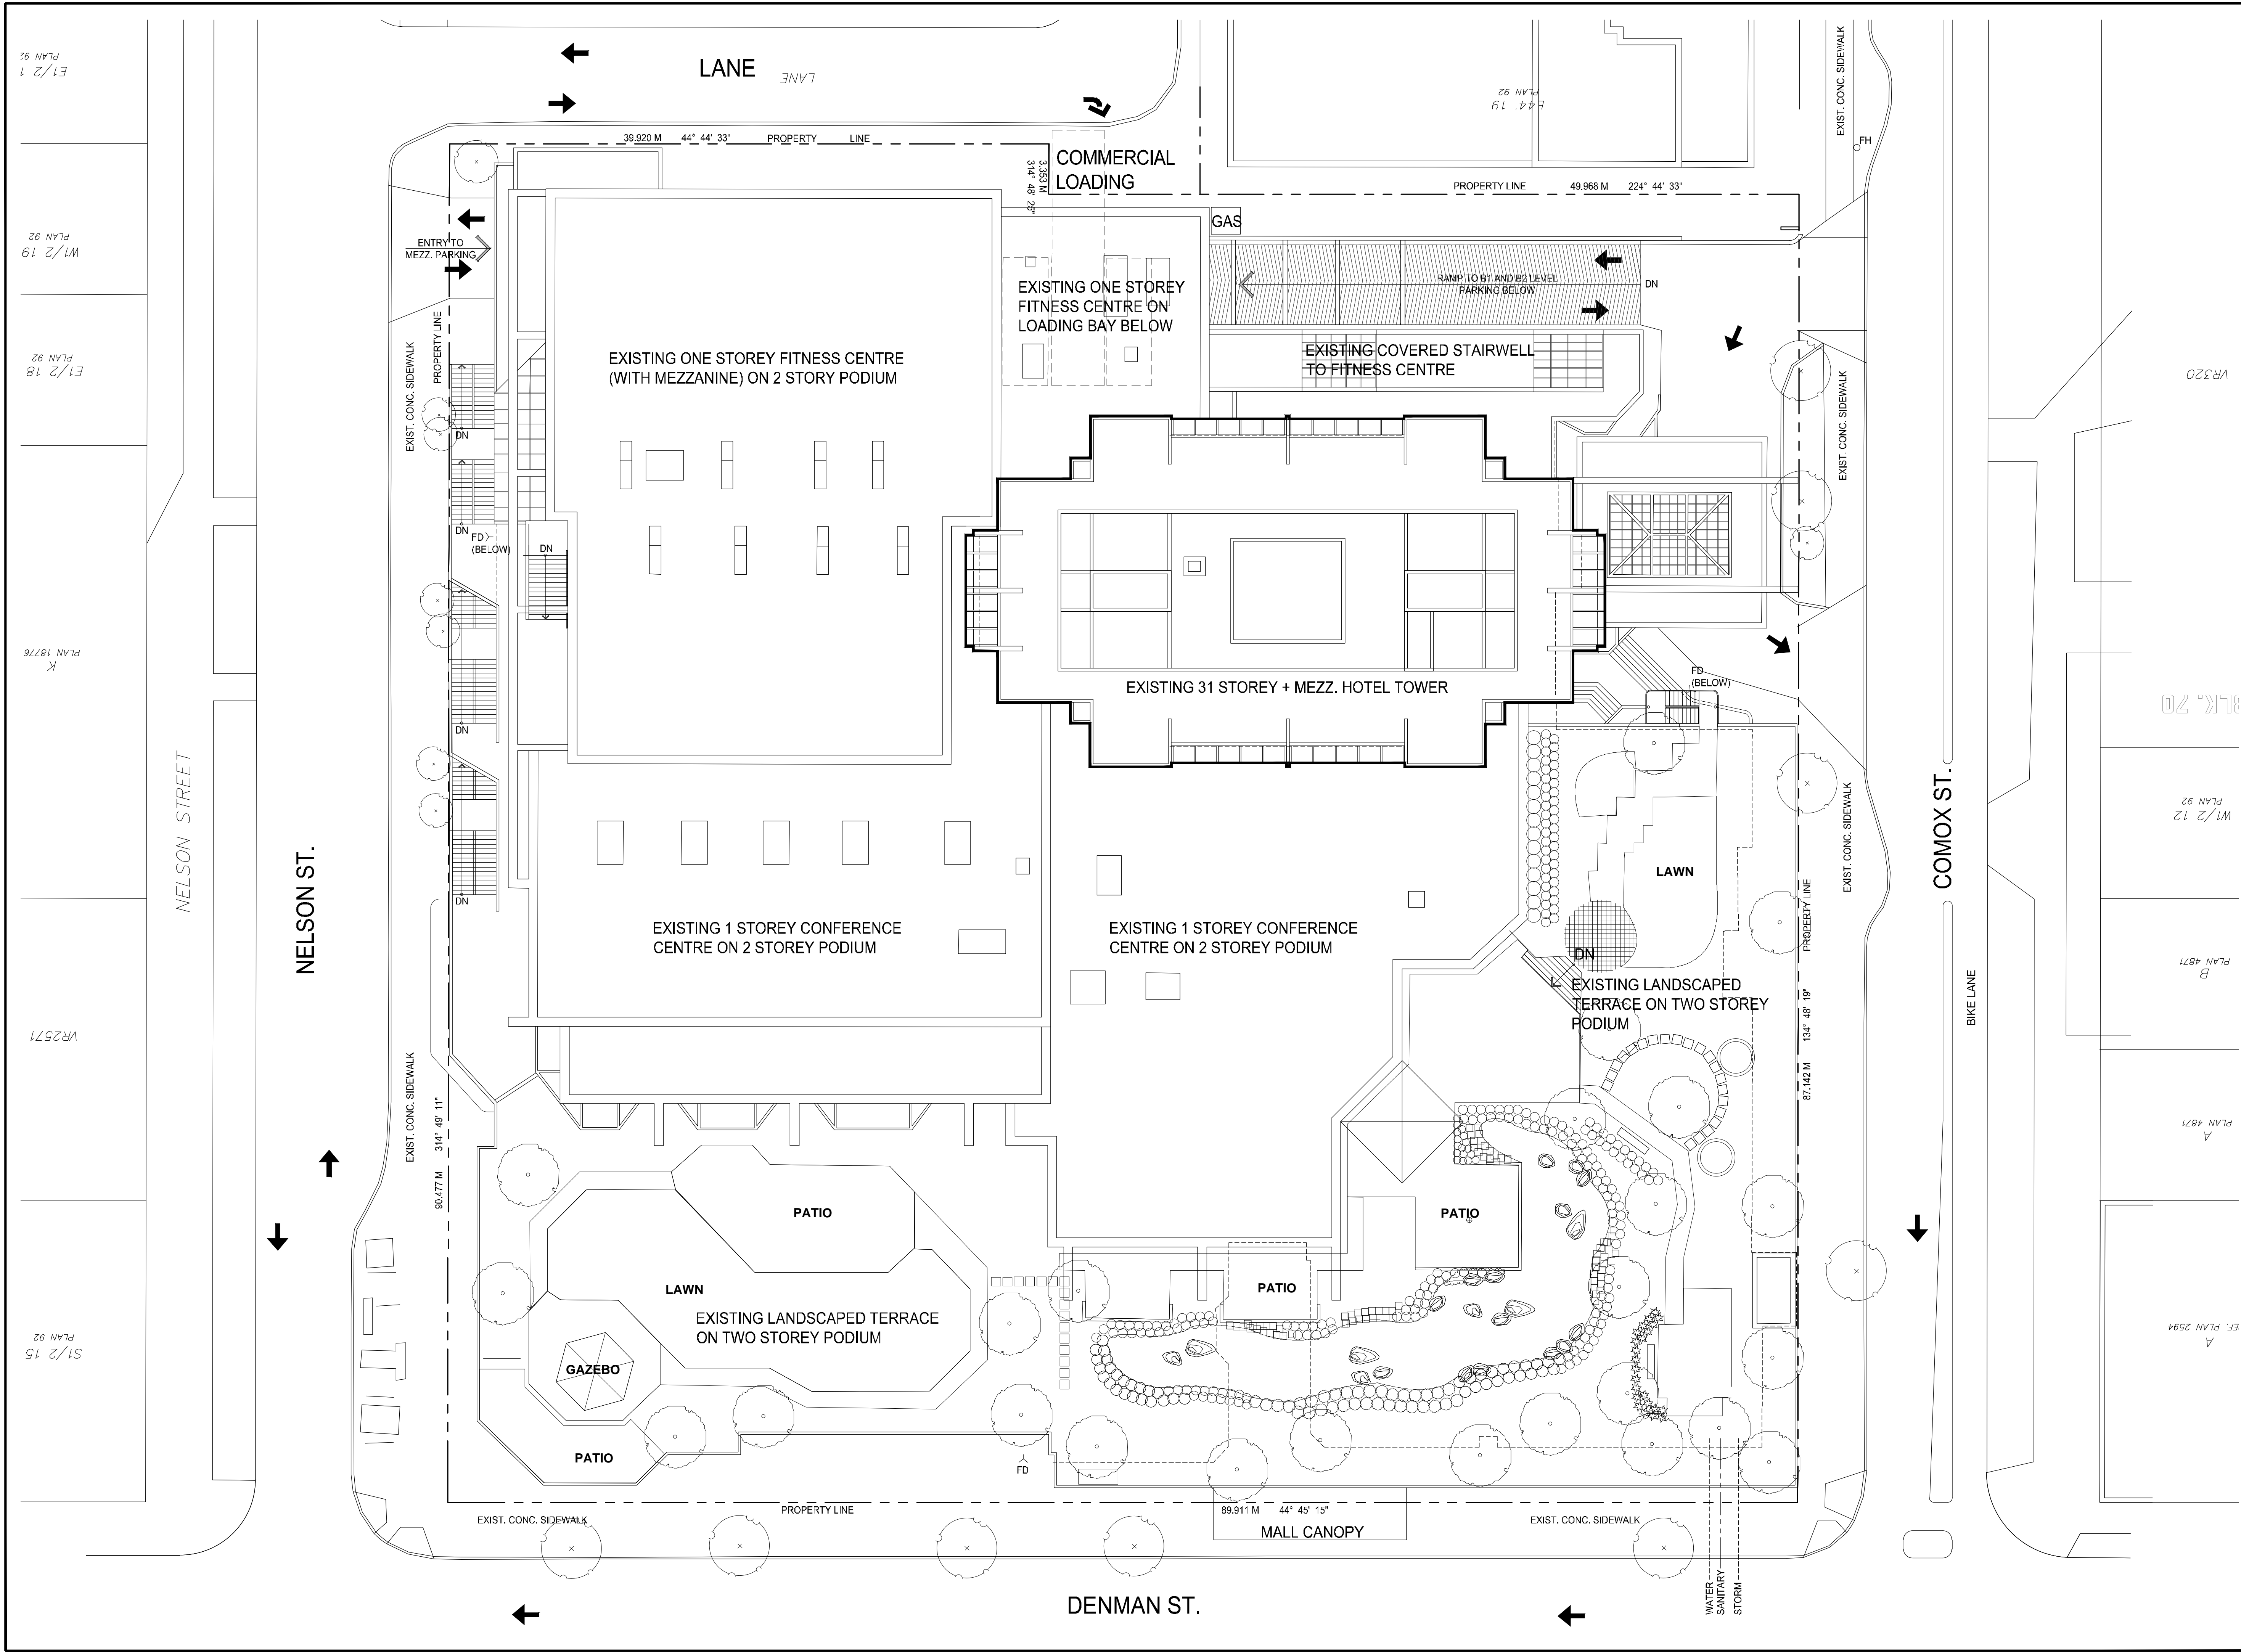 PLAN 92
E1/2 1
LANE
LANE
PLAN 92
E44' 19
EXIST. CONC. SIDEWALK
FH
39.920 M 44° 44' 33" PROPERTY LINE
3.353 M
314° 48' 25"
COMMERCIAL
LOADING
PROPERTY LINE 49.968 M 224° 44' 33"
GAS
PLAN 92
W1/2 19
ENTRY TO
MEZZ. PARKING
EXISTING ONE STOREY
FITNESS CENTRE ON
LOADING BAY BELOW
RAMP TO B1 AND B2 LEVEL
PARKING BELOW
DN
PROPERTY LINE
EXIST. CONC. SIDEWALK
PLAN 92
E1/2 18
EXISTING ONE STOREY FITNESS CENTRE
(WITH MEZZANINE) ON 2 STORY PODIUM
EXISTING COVERED STAIRWELL
TO FITNESS CENTRE
EXIST. CONC. SIDEWALK
VR320
DN
DN
FD
(BELOW)
DN
PLAN 18776
K
DN
EXISTING 31 STOREY + MEZZ. HOTEL TOWER
FD
(BELOW)
BLK. 70
NELSON STREET
NELSON ST.
COMOX ST.
PLAN 92
W1/2 12
EXIST. CONC. SIDEWALK
LAWN
DN
PROPERTY LINE
EXISTING 1 STOREY CONFERENCE
CENTRE ON 2 STOREY PODIUM
EXISTING 1 STOREY CONFERENCE
CENTRE ON 2 STOREY PODIUM
DN
EXISTING LANDSCAPED
TERRACE ON TWO STOREY
PODIUM
PLAN 4871
B
BIKE LANE
VR2571
EXIST. CONC. SIDEWALK
90.477 M 314° 49' 11"
87.142 M 134° 48' 19"
PLAN 4871
A
PATIO
PATIO
LAWN
PATIO
EXISTING LANDSCAPED TERRACE
ON TWO STOREY PODIUM
GAZEBO
PLAN 92
S1/2 15
EF. PLAN 2594
A
PATIO
FD
PROPERTY LINE
89.911 M 44° 45' 15"
EXIST. CONC. SIDEWALK
MALL CANOPY
EXIST. CONC. SIDEWALK
WATER
SANITARY
STORM
DENMAN ST.